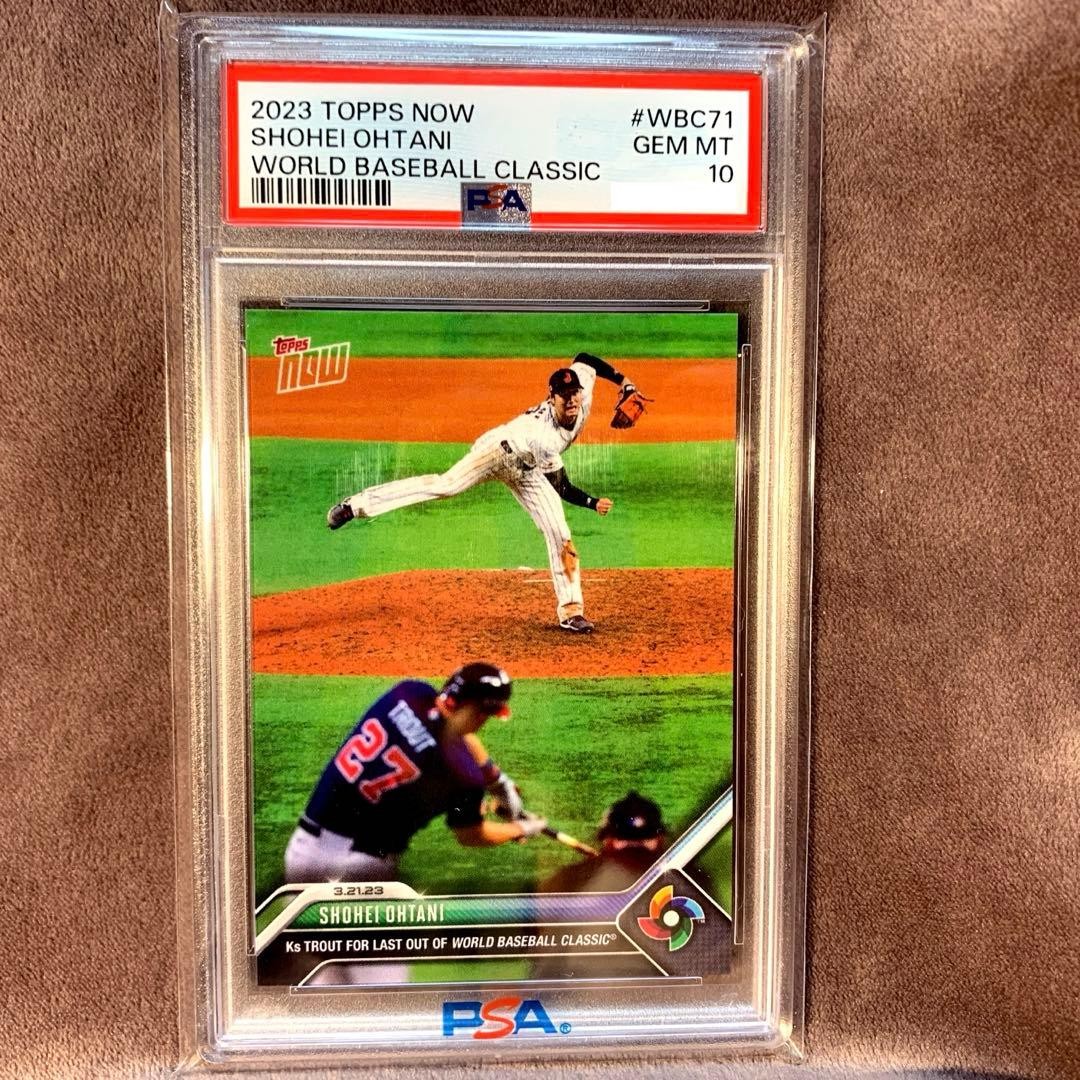 2023 TOPPS NOW #WBC71
SHOHEI OHTANI GEM MT
WORLD BASEBALL CLASSIC 10
PSA
Topps
NOW
J
TROUT
27
3.21.23
SHOHEI OHTANI
Ks TROUT FOR LAST OUT OF WORLD BASEBALL CLASSIC®
TM
PSA®